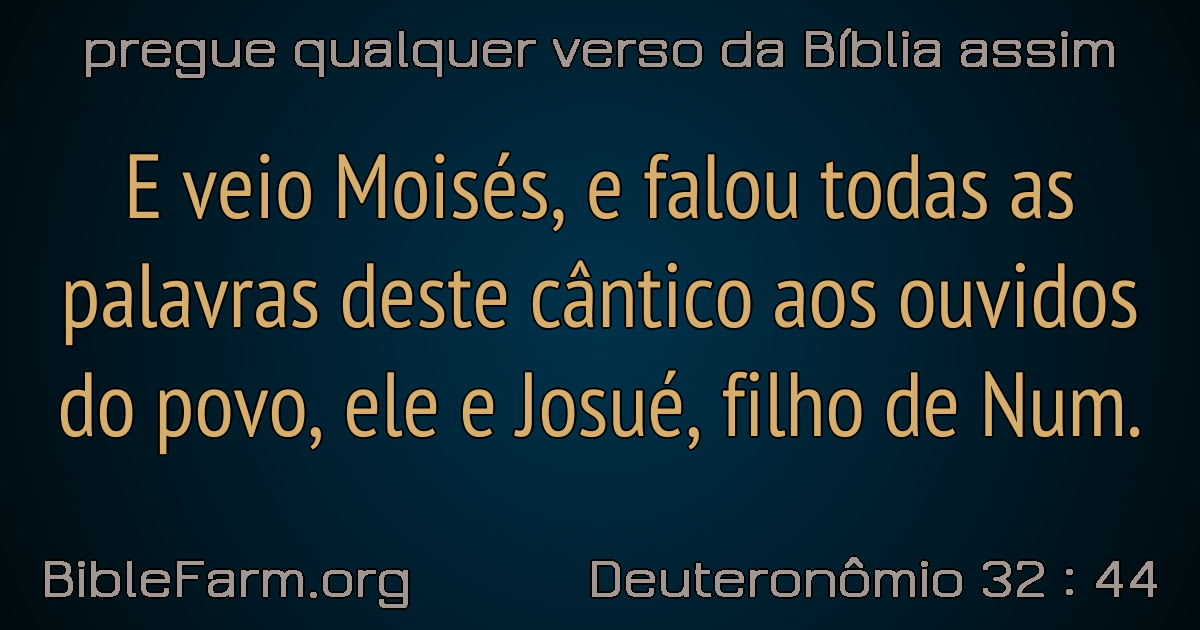 pregue qualquer verso da Bíblia assim
E veio Moisés, e falou todas as
palavras deste cântico aos ouvidos
do povo, ele e Josué, filho de Num.
BibleFarm.org Deuteronômio 32 : 44